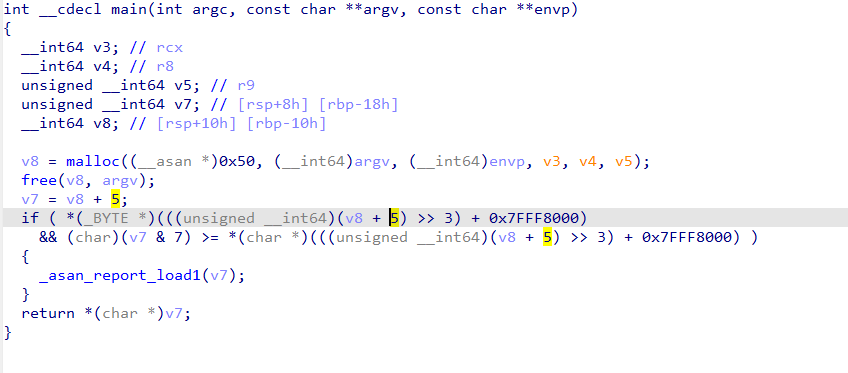 int __cdecl main(int argc, const char **argv, const char **envp)
{
  __int64 v3; // rcx
  __int64 v4; // r8
  unsigned __int64 v5; // r9
  unsigned __int64 v7; // [rsp+8h] [rbp-18h]
  __int64 v8; // [rsp+10h] [rbp-10h]

  v8 = malloc((__asan *)0x50, (__int64)argv, (__int64)envp, v3, v4, v5);
  free(v8, argv);
  v7 = v8 + 5;
  if ( *(_BYTE *)(((unsigned __int64)(v8 + 5) >> 3) + 0x7FFF8000)
    && (char)(v7 & 7) >= *(char *)(((unsigned __int64)(v8 + 5) >> 3) + 0x7FFF8000) )
  {
    _asan_report_load1(v7);
  }
  return *(char *)v7;
}